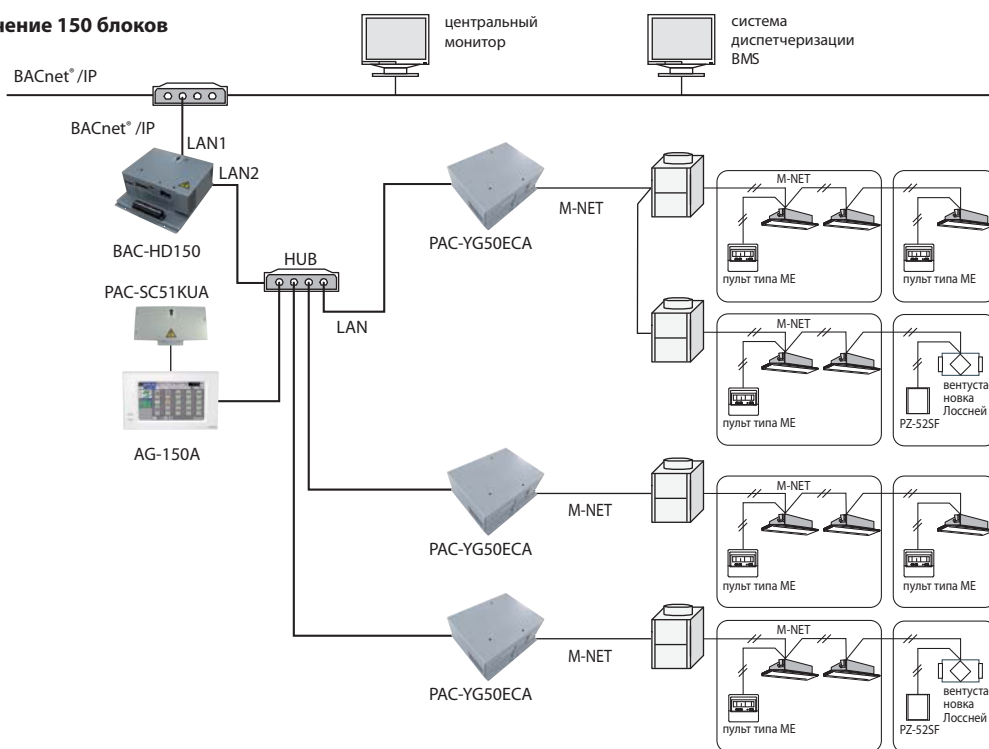 чение 150 блоков
центральный
монитор
система
диспетчеризации
BMS
BACnet® /IP
BACnet® /IP
LAN1
LAN2
BAC-HD150
HUB
PAC-SC51KUA
LAN
AG-150A
PAC-YG50ECA
M-NET
M-NET
пульт типа ME
пульт типа ME
M-NET
пульт типа ME
PZ-52SF
вентуста
новка
Лоссней
PAC-YG50ECA
M-NET
M-NET
пульт типа ME
пульт типа ME
PAC-YG50ECA
M-NET
M-NET
пульт типа ME
PZ-52SF
вентуста
новка
Лоссней